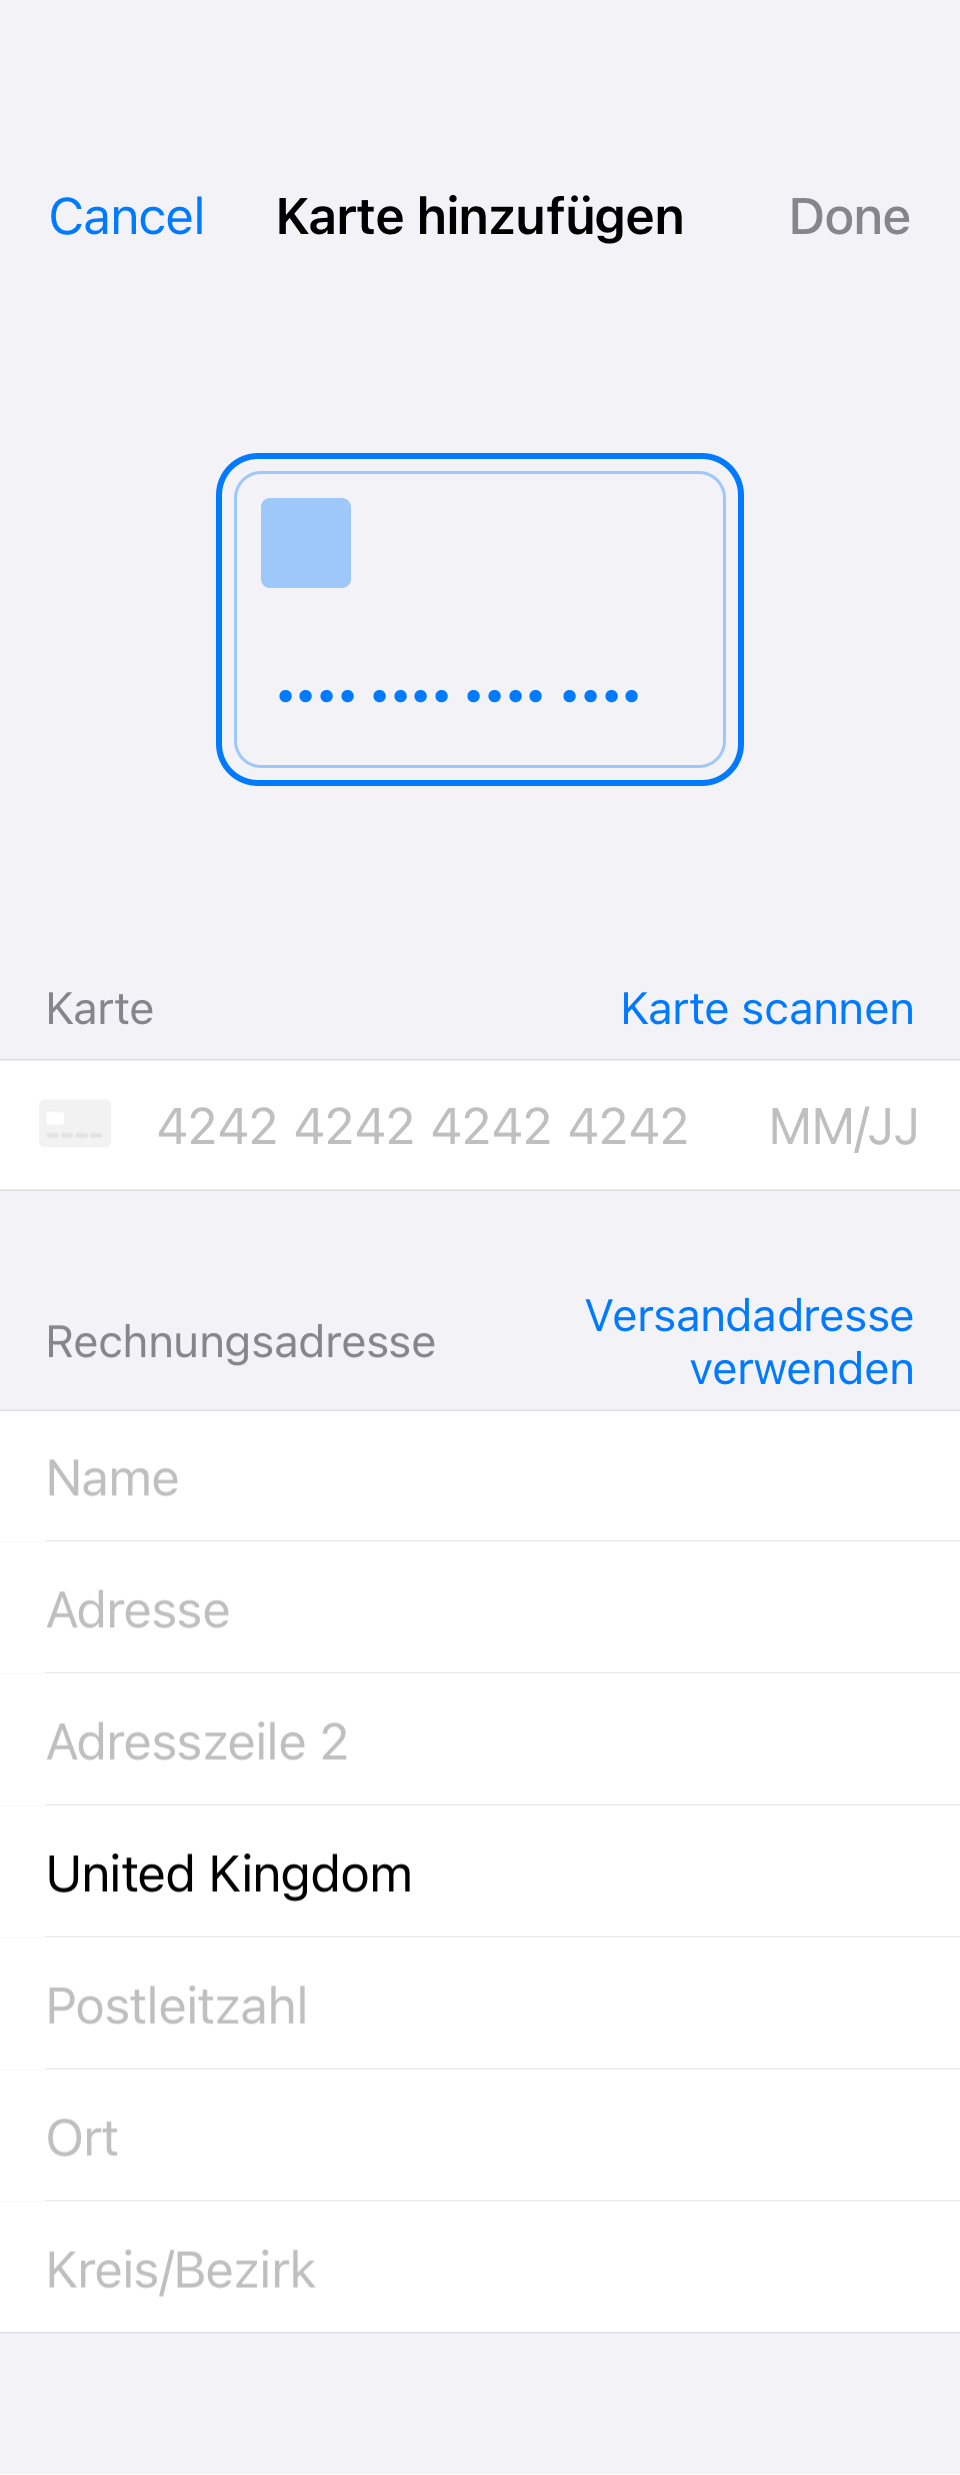 Cancel Karte hinzufügen Done
•••• •••• •••• ••••
Karte Karte scannen
4242 4242 4242 4242 MM/JJ
Rechnungsadresse Versandadresse
verwenden
Name
Adresse
Adresszeile 2
United Kingdom
Postleitzahl
Ort
Kreis/Bezirk